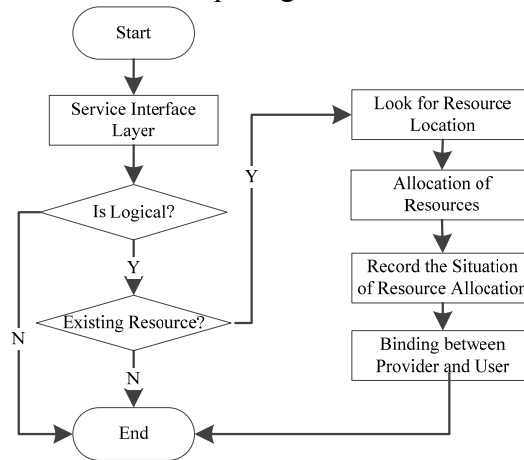 Start
Service Interface
Layer
Is Logical?
Y
Existing Resource?
N
End
N
Y
Look for Resource
Location
Allocation of
Resources
Record the Situation
of Resource Allocation
Binding between
Provider and User